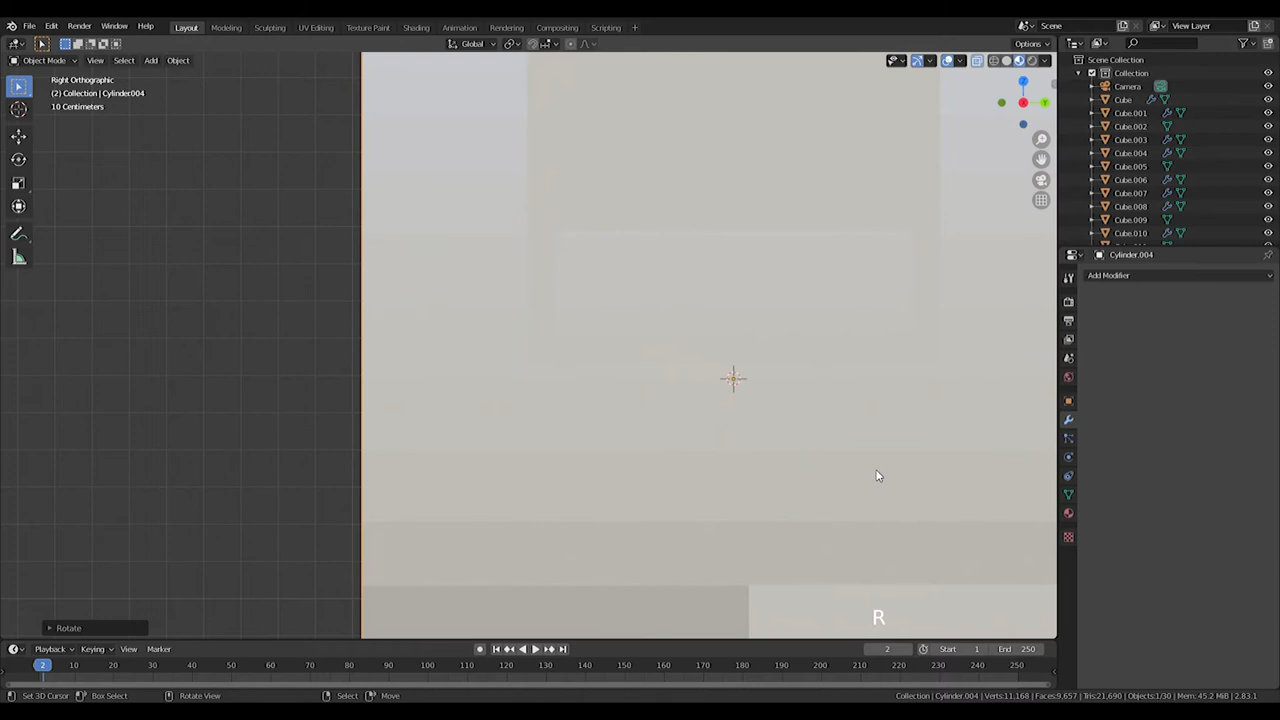 File Edit Render Window Help
Layout Modeling Sculpting UV Editing Texture Paint Shading Animation Rendering Compositing Scripting +
Scene
View Layer
Global
Options
Object Mode View Select Add Object
Right Orthographic
(2) Collection | Cylinder.004
10 Centimeters
Z
Y
Scene Collection
Collection
Camera
Cube
Cube.001
Cube.002
Cube.003
Cube.004
Cube.005
Cube.006
Cube.007
Cube.008
Cube.009
Cube.010
Cylinder.004
Add Modifier
R
Rotate
Playback Keying View Marker
2
Start 1
End 250
2 10 20 30 40 50 60 70 80 90 100 110 120 130 140 150 160 170 180 190 200 210 220 230 240 250
Set 3D Cursor Box Select Rotate View Select Move
Collection | Cylinder.004 | Verts:11,168 | Faces:9,657 | Tris:21,690 | Objects:1/30 | Mem: 45.2 MiB | 2.83.1